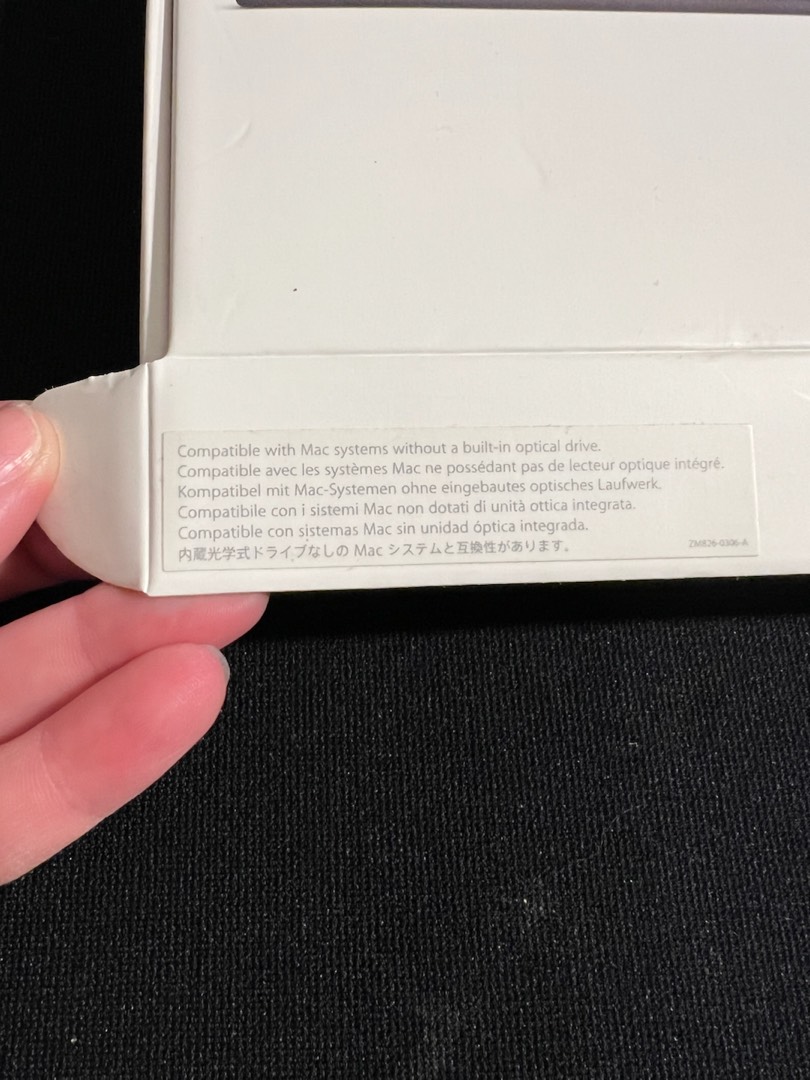 Compatible with Mac systems without a built-in optical drive.
Compatible avec les systèmes Mac ne possédant pas de lecteur optique intégré.
Kompatibel mit Mac-Systemen ohne eingebautes optisches Laufwerk.
Compatibile con i sistemi Mac non dotati di unità ottica integrata.
Compatible con sistemas Mac sin unidad óptica integrada.
内蔵光学式ドライブなしの Mac システムと互換性があります。